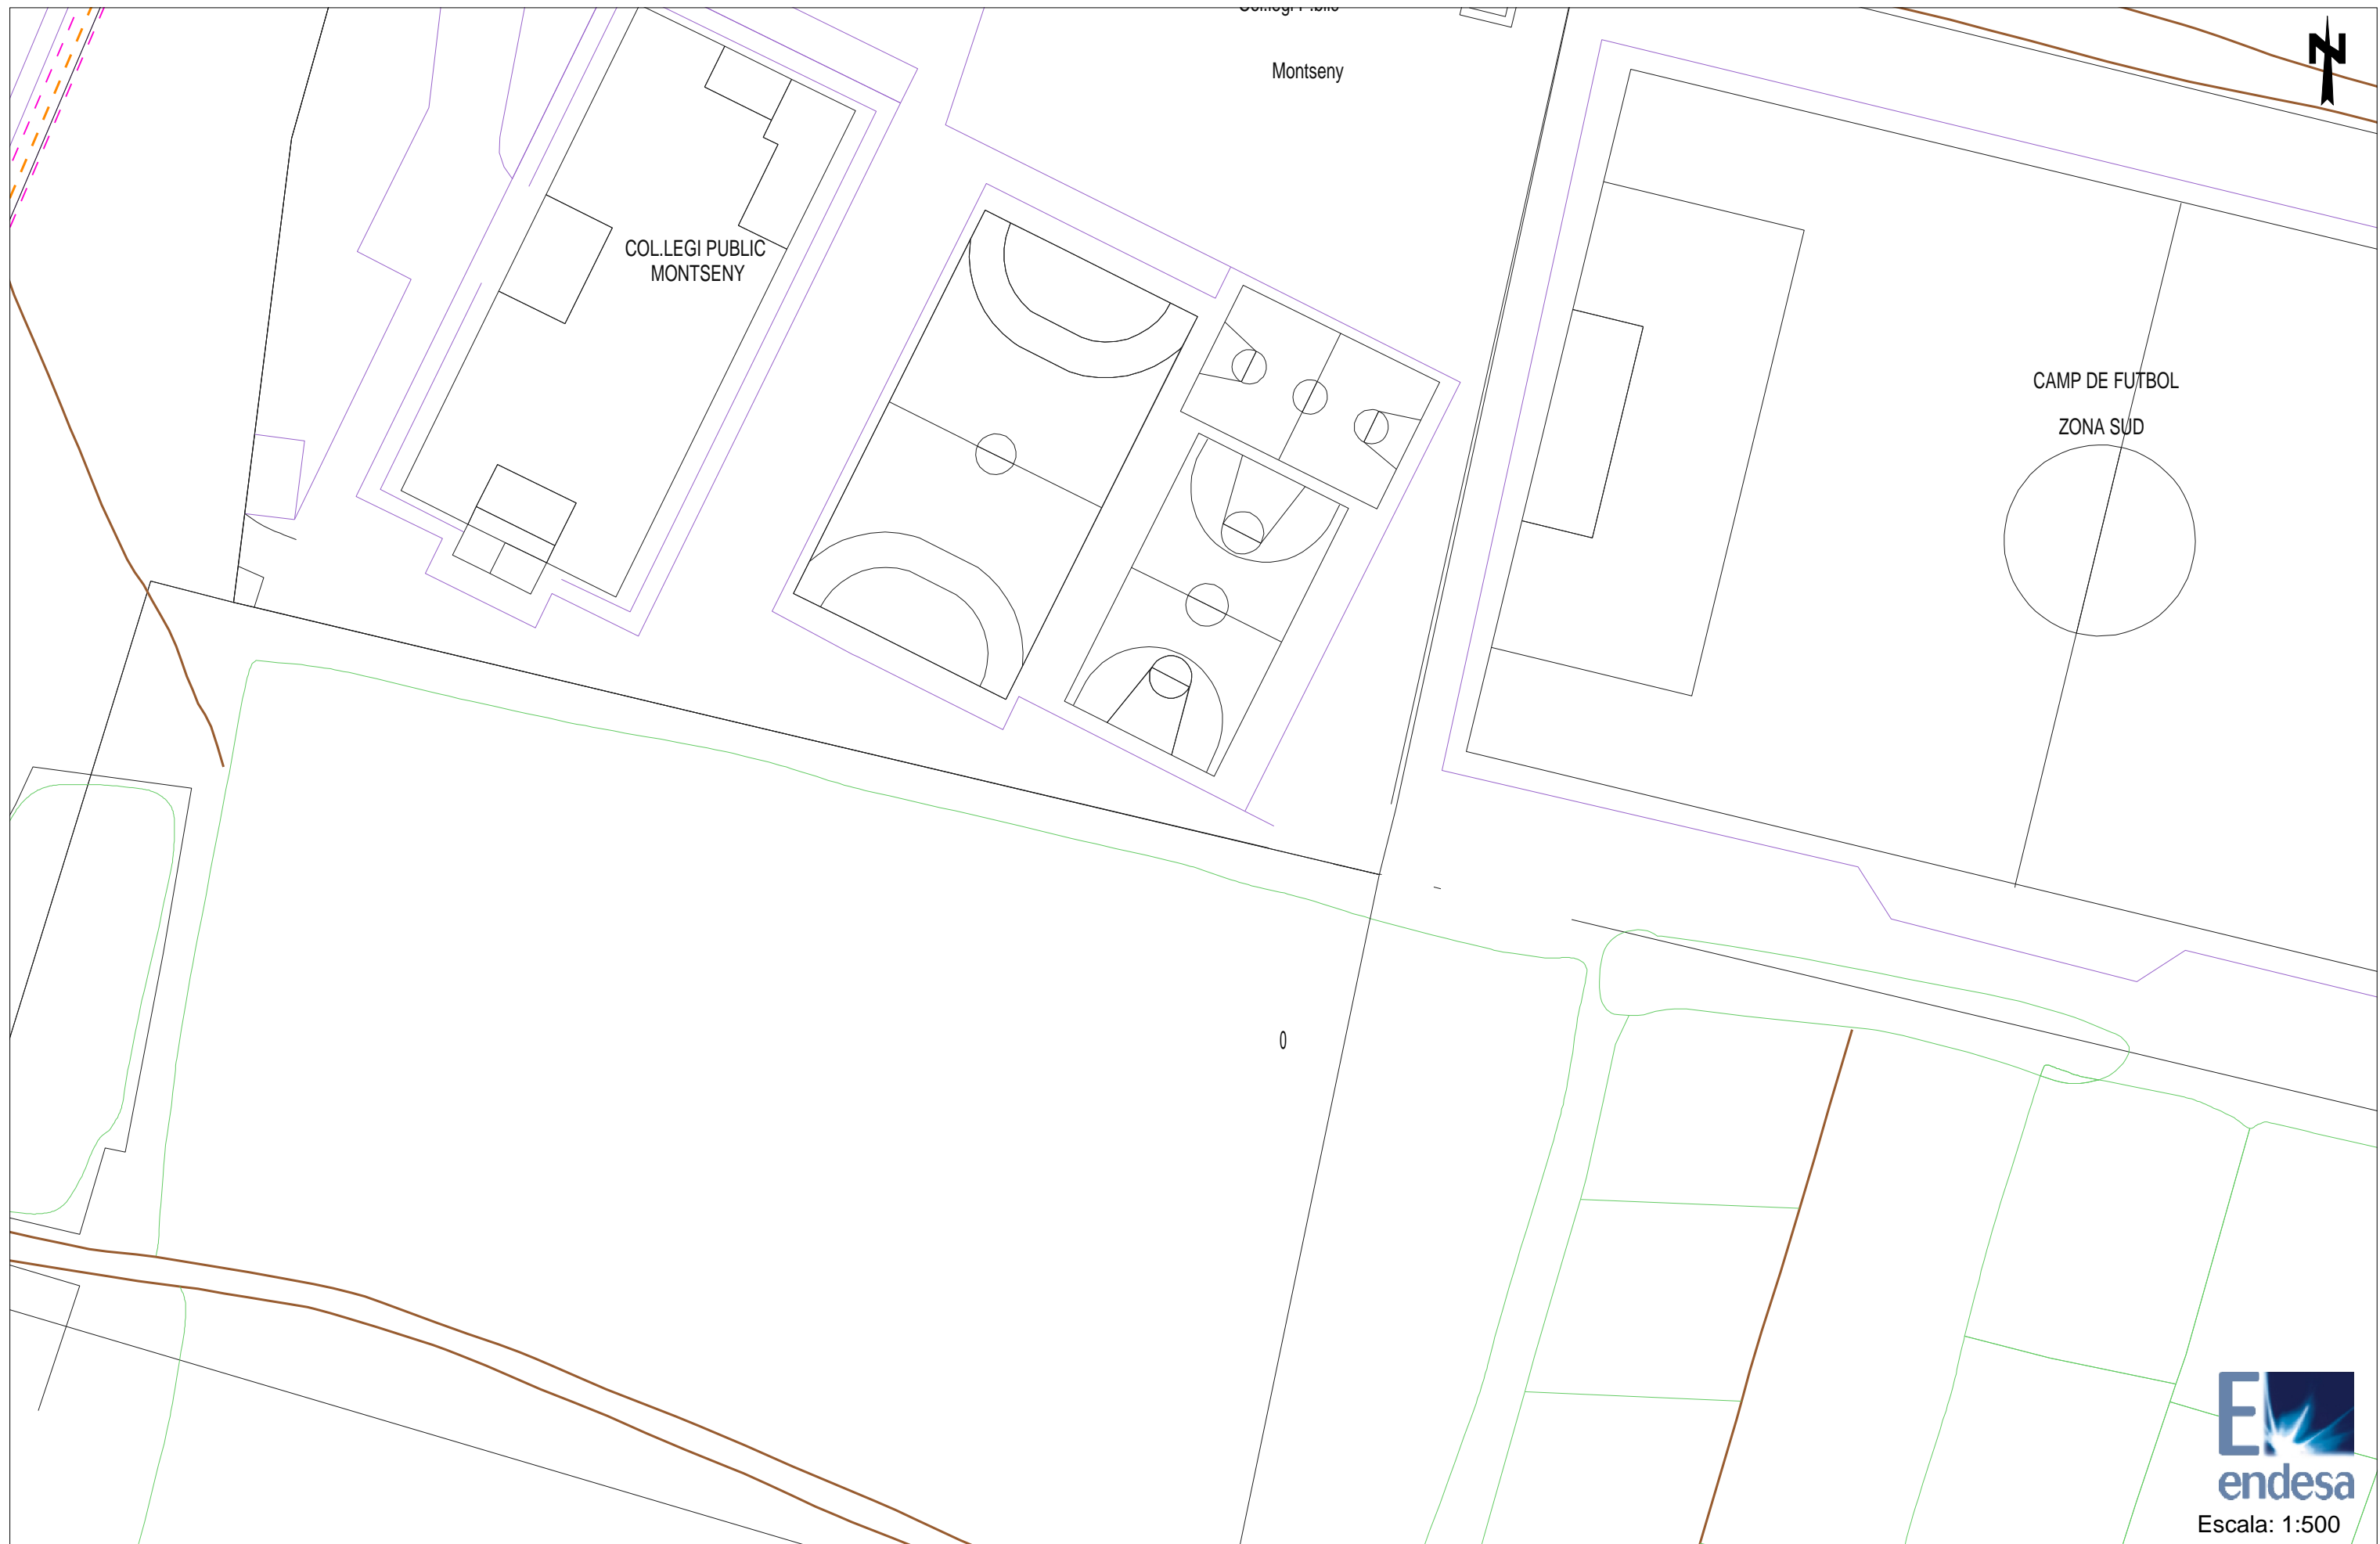 Montseny
N
COL.LEGI PUBLIC
MONTSENY
CAMP DE FUTBOL
ZONA SUD
0
E
endesa
Escala: 1:500